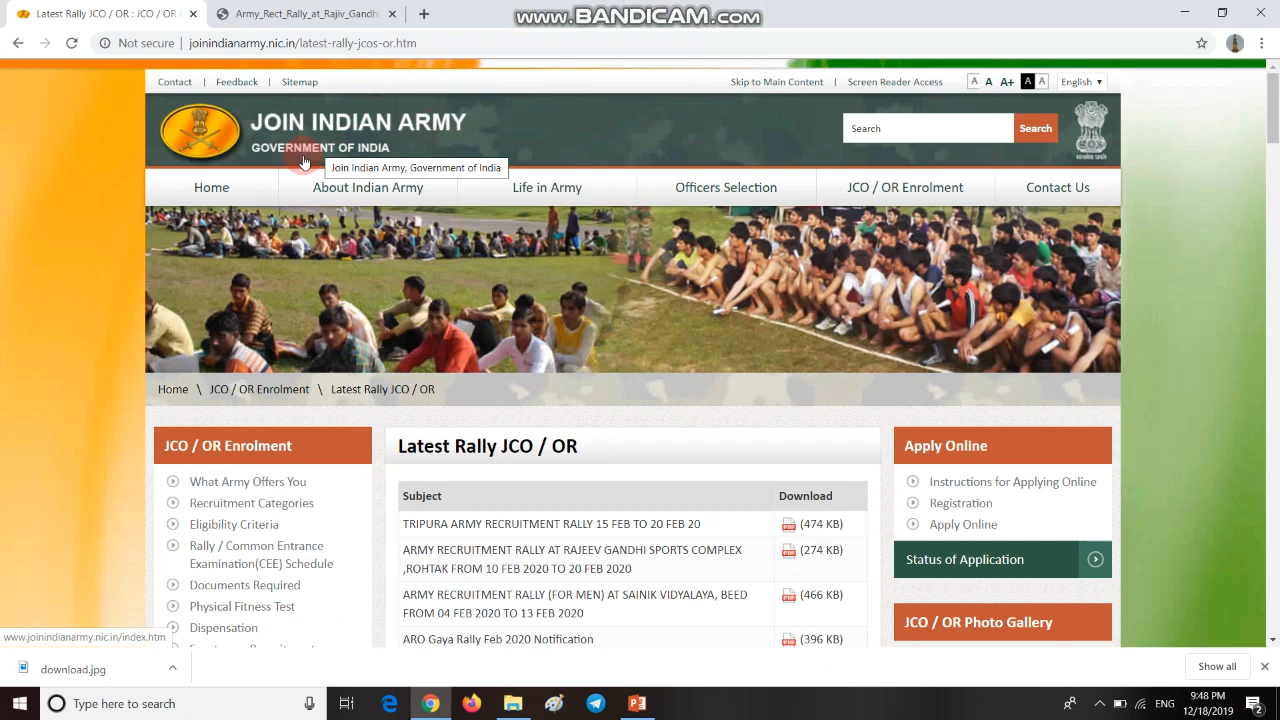 Latest Rally JCO / OR : JCO / OR
Army_Rect_Rally_at_Rajiv_Gandh
www.BANDICAM.com
Not secure
joinindianarmy.nic.in/latest-rally-jcos-or.htm
Contact | Feedback | Sitemap
Skip to Main Content | Screen Reader Access
A A A+ A A
English
JOIN INDIAN ARMY
GOVERNMENT OF INDIA
Search
Search
Join Indian Army, Government of India
Home
About Indian Army
Life in Army
Officers Selection
JCO / OR Enrolment
Contact Us
Home \ JCO / OR Enrolment \ Latest Rally JCO / OR
JCO / OR Enrolment
What Army Offers You
Recruitment Categories
Eligibility Criteria
Rally / Common Entrance
Examination(CEE) Schedule
Documents Required
Physical Fitness Test
Dispensation
Latest Rally JCO / OR
Subject
Download
TRIPURA ARMY RECRUITMENT RALLY 15 FEB TO 20 FEB 20
(474 KB)
ARMY RECRUITMENT RALLY AT RAJEEV GANDHI SPORTS COMPLEX
,ROHTAK FROM 10 FEB 2020 TO 20 FEB 2020
(274 KB)
ARMY RECRUITMENT RALLY (FOR MEN) AT SAINIK VIDYALAYA, BEED
FROM 04 FEB 2020 TO 13 FEB 2020
(466 KB)
ARO Gaya Rally Feb 2020 Notification
(396 KB)
Apply Online
Instructions for Applying Online
Registration
Apply Online
Status of Application
JCO / OR Photo Gallery
www.joinindianarmy.nic.in/index.htm
download.jpg
Show all
Type here to search
ENG
9:48 PM
12/18/2019
2